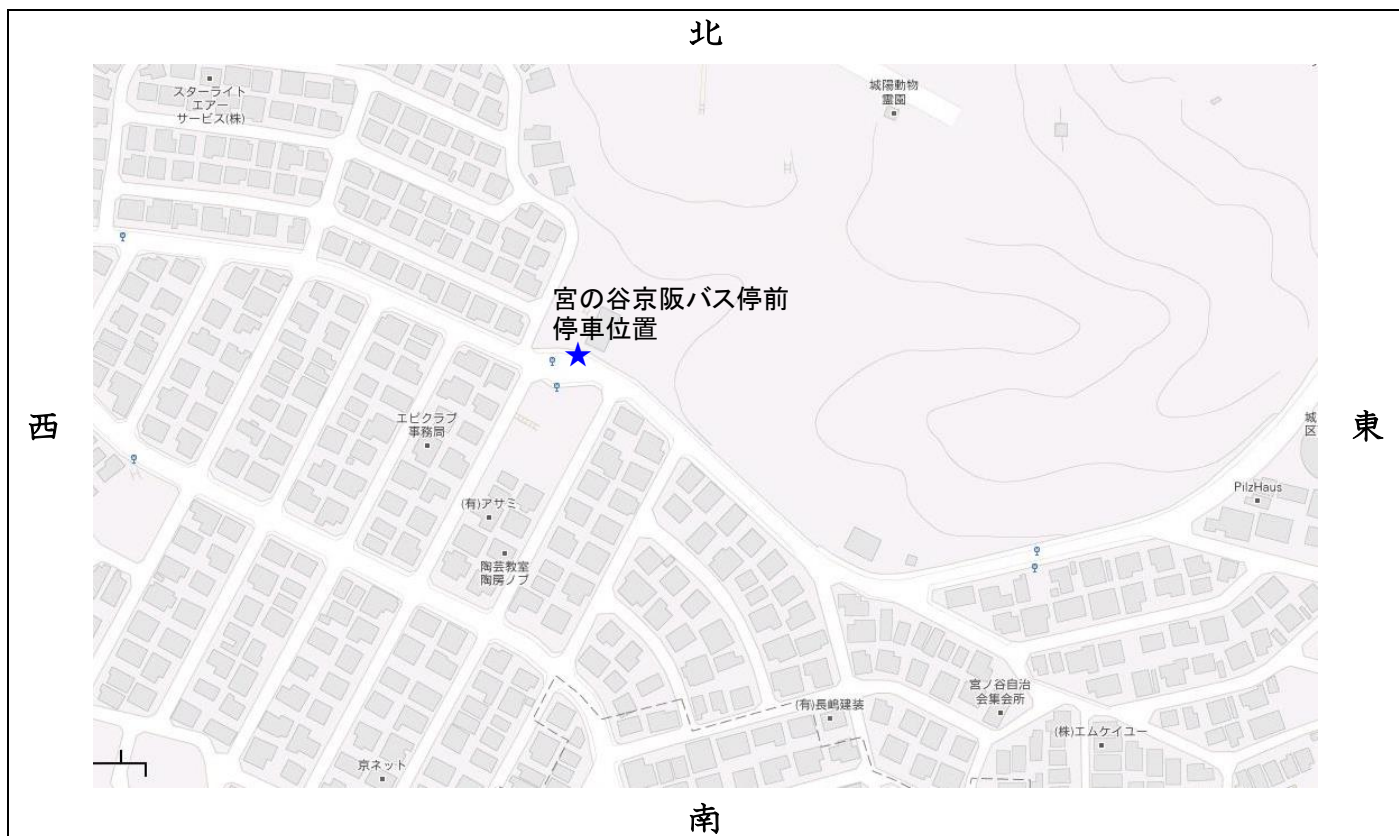 北
城陽動物
霊園
スターライト
エアー
サービス(株)
宮の谷京阪バス停前
停車位置
西
東
エビクラブ
事務局
城
区
PilzHaus
(有)アサミ
陶芸教室
陶房ノブ
宮ノ谷自治
会集会所
(有)長嶋建装
(株)エムケイユー
京ネット
南